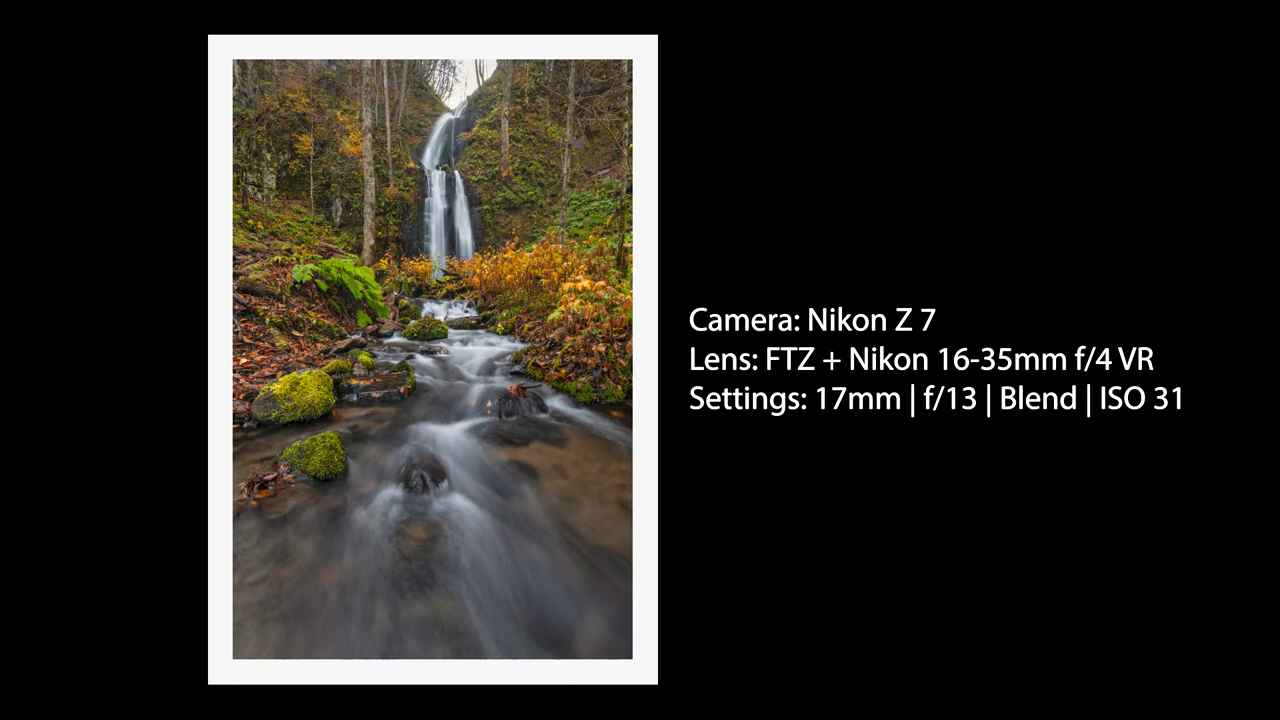 Camera: Nikon Z 7
Lens: FTZ + Nikon 16-35mm f/4 VR
Settings: 17mm | f/13 | Blend | ISO 31